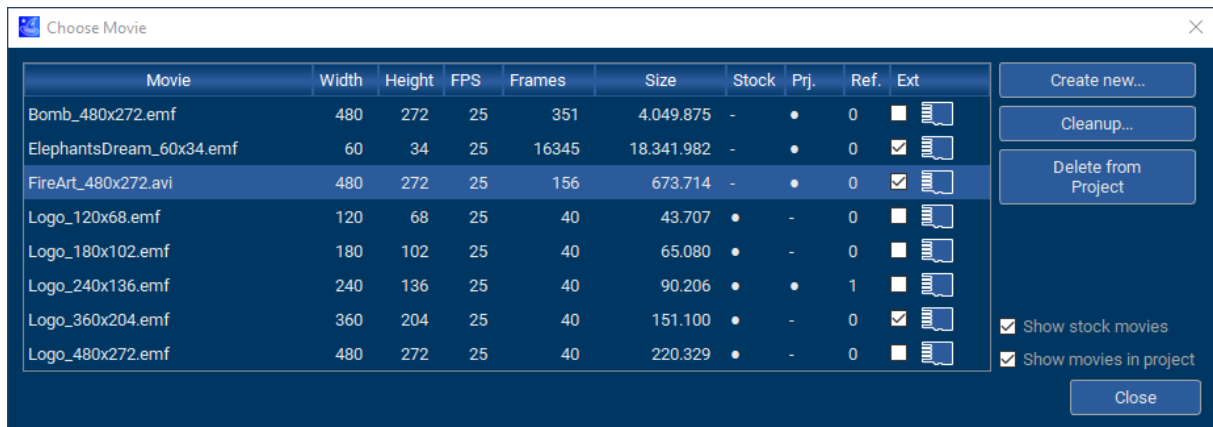 Choose Movie
Movie Width Height FPS Frames Size Stock Prj. Ref. Ext
Bomb_480x272.emf 480 272 25 351 4.049.875 - ● 0
ElephantsDream_60x34.emf 60 34 25 16345 18.341.982 - ● 0
FireArt_480x272.avi 480 272 25 156 673.714 - ● 0
Logo_120x68.emf 120 68 25 40 43.707 ● - 0
Logo_180x102.emf 180 102 25 40 65.080 ● - 0
Logo_240x136.emf 240 136 25 40 90.206 ● ● 1
Logo_360x204.emf 360 204 25 40 151.100 ● - 0
Logo_480x272.emf 480 272 25 40 220.329 ● - 0
Create new...
Cleanup...
Delete from
Project
Show stock movies
Show movies in project
Close